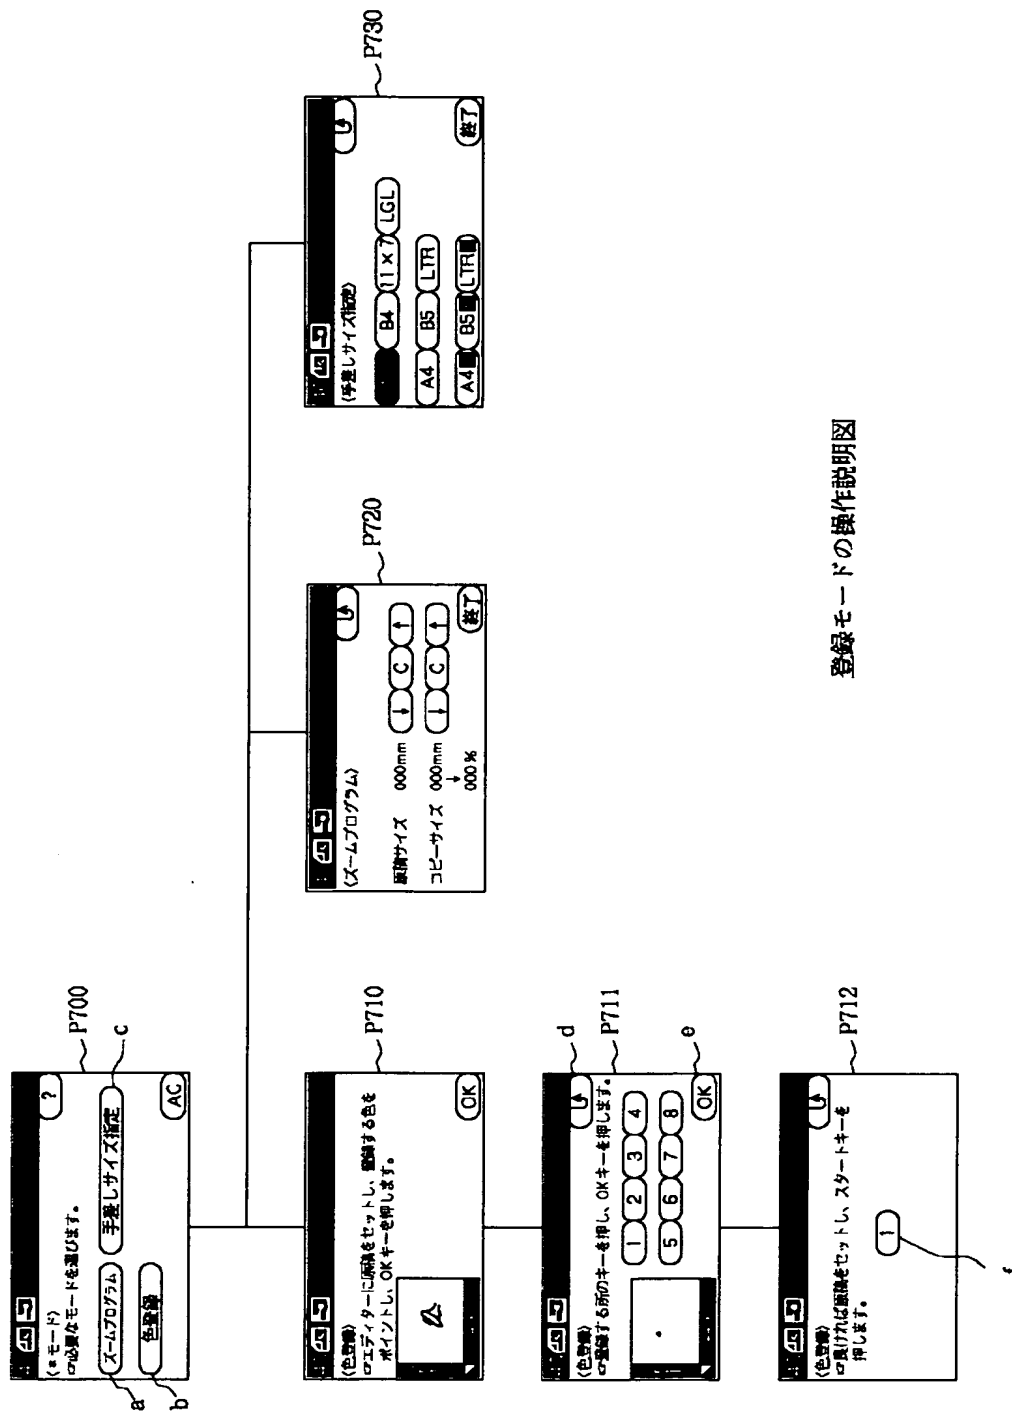 P700
〈*モード〉
☞必要なモードを選びます。
?
ズームプログラム
手差しサイズ指定
色登録
AC
a
b
c
P710
〈色登録〉
☞エディターに原稿をセットし、登録する色を
ポイントし、OKキーを押します。
OK
P711
〈色登録〉
☞登録する所のキーを押し、OKキーを押します。
1 2 3 4
5 6 7 8
OK
d
e
P712
〈色登録〉
☞良ければ原稿をセットし、スタートキーを
押します。
1
P720
〈ズームプログラム〉
原稿サイズ 000mm ↓ C ↑
コピーサイズ 000mm ↓ C ↑
↓
000%
終了
P730
〈手差しサイズ指定〉
B4 11×7 LGL
A4 B5 LTR
A4 B5 LTR
終了
登録モードの操作説明図